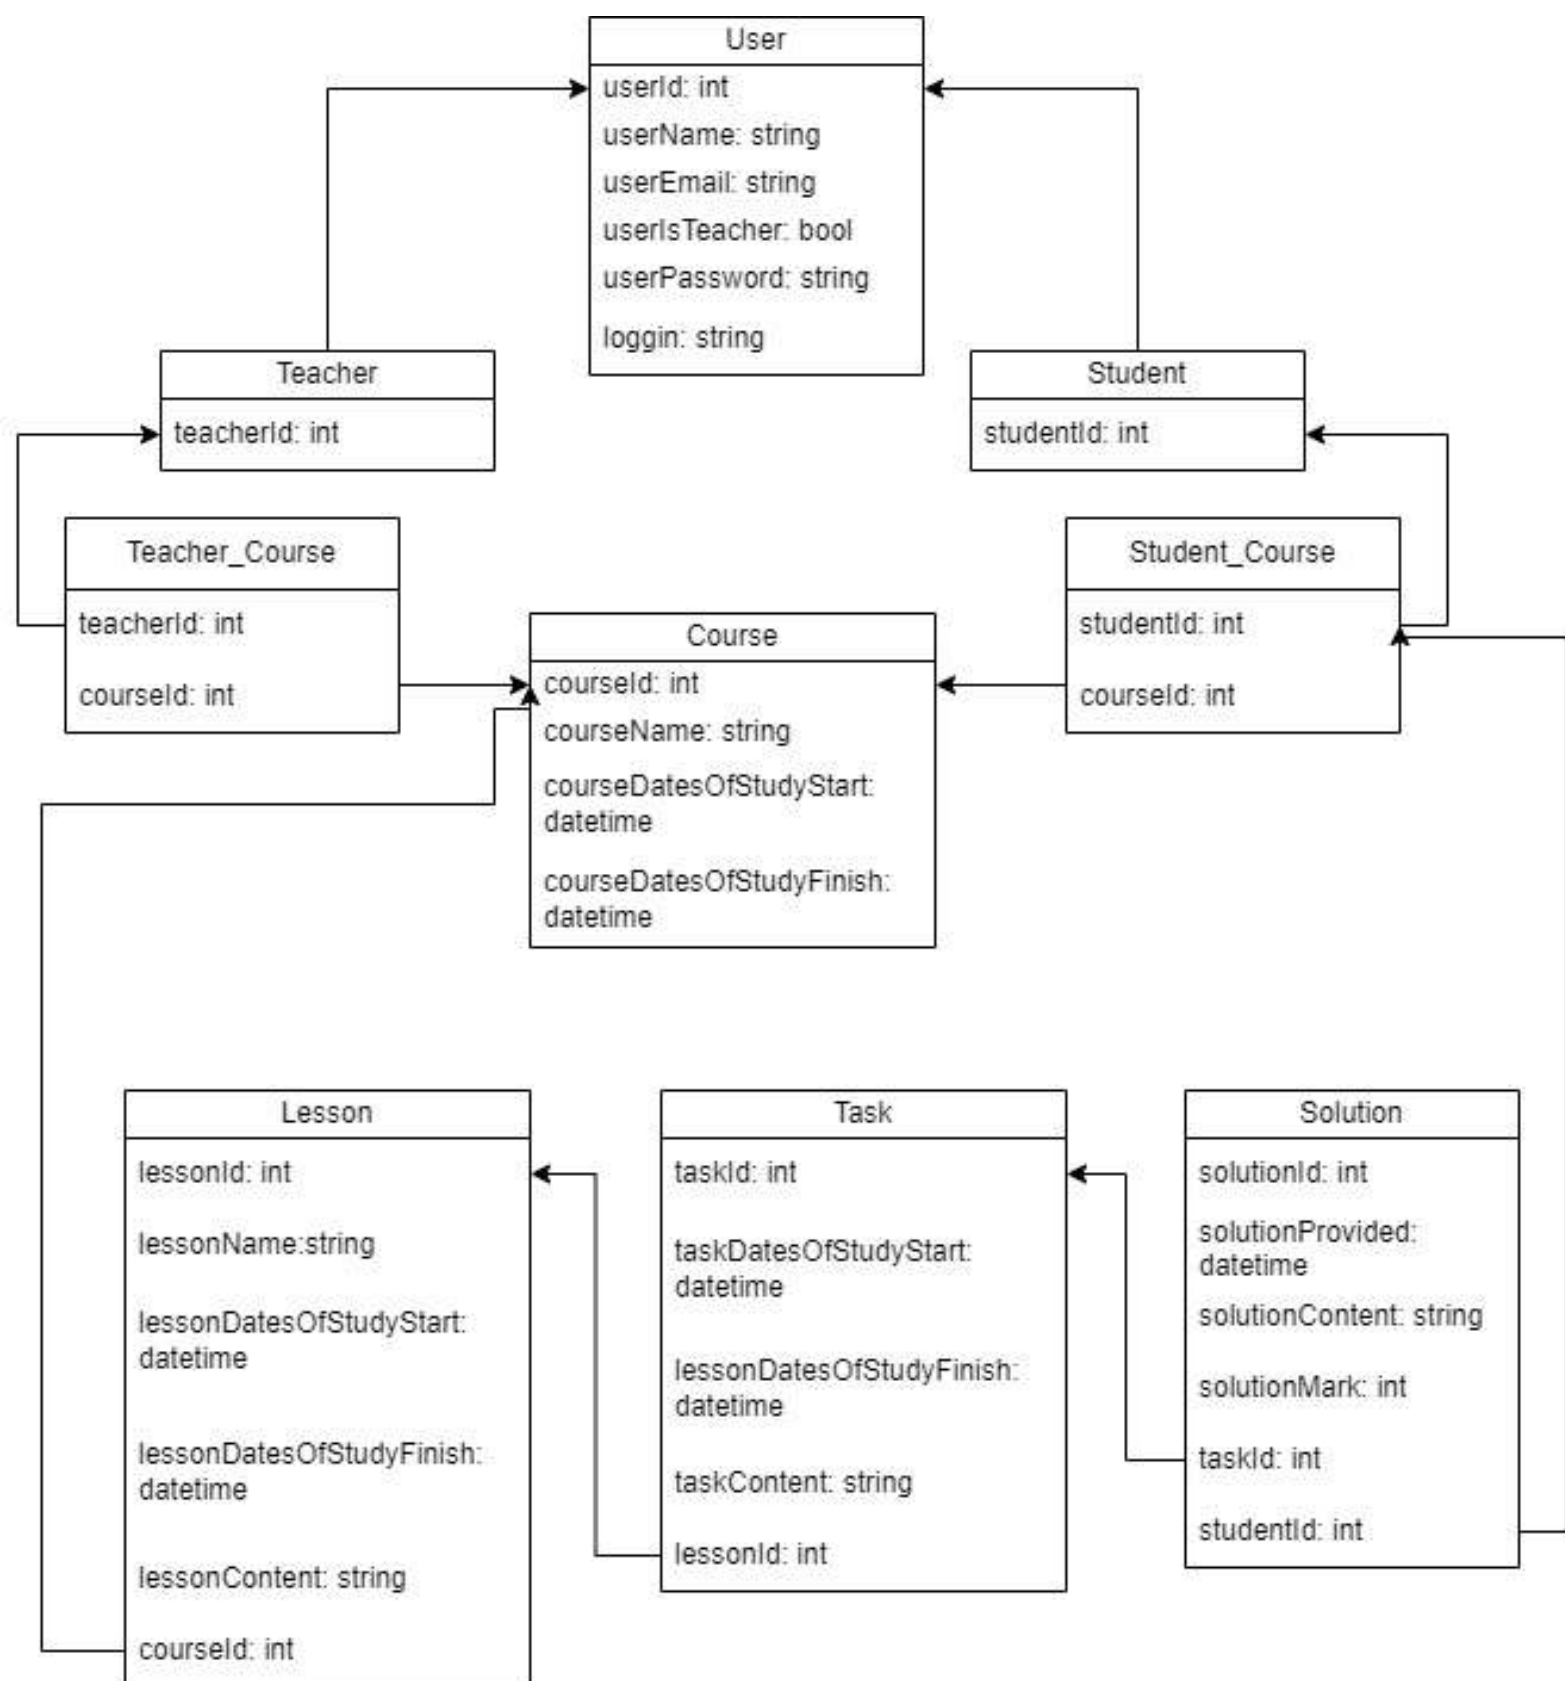 User
userId: int
userName: string
userEmail: string
userIsTeacher: bool
userPassword: string
loggin: string
Teacher
teacherId: int
Student
studentId: int
Teacher_Course
teacherId: int
courseId: int
Student_Course
studentId: int
courseId: int
Course
courseId: int
courseName: string
courseDatesOfStudyStart:
datetime
courseDatesOfStudyFinish:
datetime
Lesson
lessonId: int
lessonName:string
lessonDatesOfStudyStart:
datetime
lessonDatesOfStudyFinish:
datetime
lessonContent: string
courseId: int
Task
taskId: int
taskDatesOfStudyStart:
datetime
lessonDatesOfStudyFinish:
datetime
taskContent: string
lessonId: int
Solution
solutionId: int
solutionProvided:
datetime
solutionContent: string
solutionMark: int
taskId: int
studentId: int